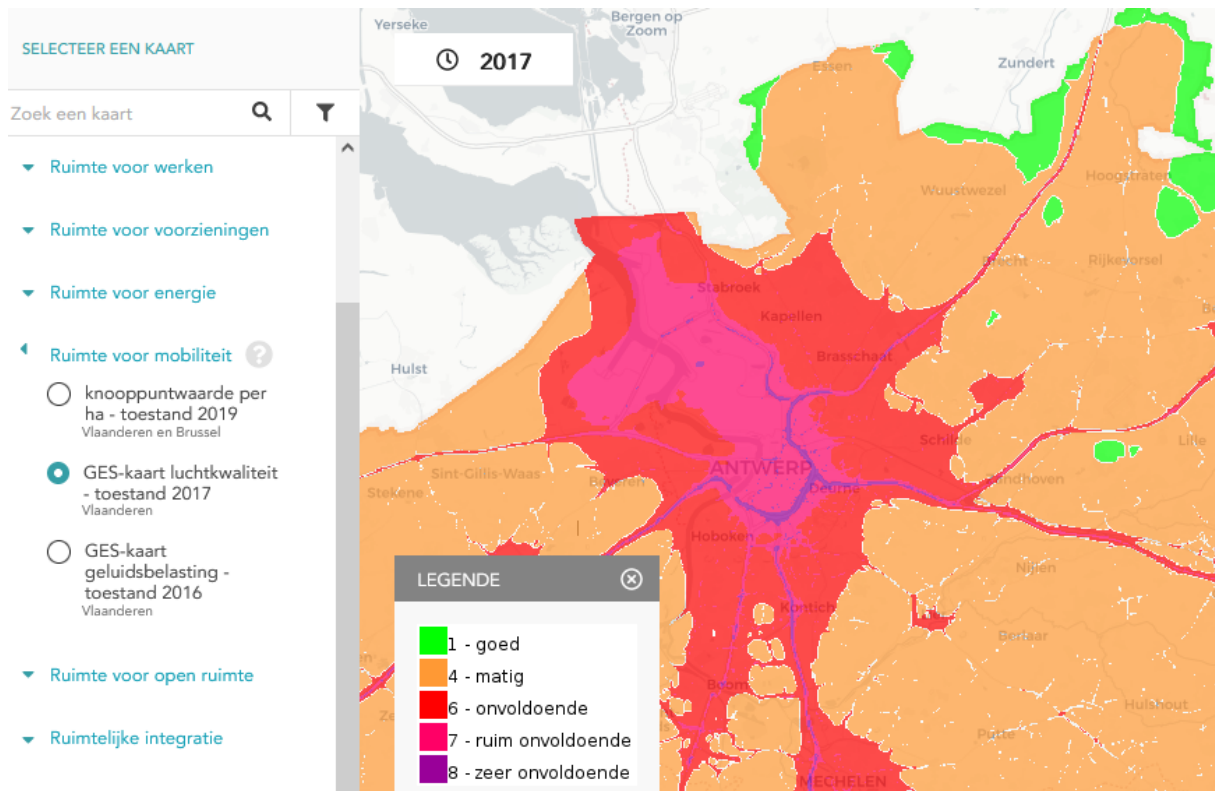 SELECTEER EEN KAART
Zoek een kaart
Ruimte voor werken
Ruimte voor voorzieningen
Ruimte voor energie
Ruimte voor mobiliteit ?
knooppuntwaarde per
ha - toestand 2019
Vlaanderen en Brussel
GES-kaart luchtkwaliteit
- toestand 2017
Vlaanderen
GES-kaart
geluidsbelasting -
toestand 2016
Vlaanderen
Ruimte voor open ruimte
Ruimtelijke integratie
2017
Yerseke
Bergen op
Zoom
Essen
Zundert
Hoogstraten
Wuustwezel
Brecht
Rijkevorsel
Stabroek
Kapellen
Hulst
Brasschaat
Schilde
Lille
ANTWERP
Sint-Gillis-Waas
Beveren
Deurne
Zandhoven
Stekene
Hoboken
Nijlen
Kontich
Berlaar
Boom
Hulshout
Putte
MECHELEN
LEGENDE
1 - goed
4 - matig
6 - onvoldoende
7 - ruim onvoldoende
8 - zeer onvoldoende